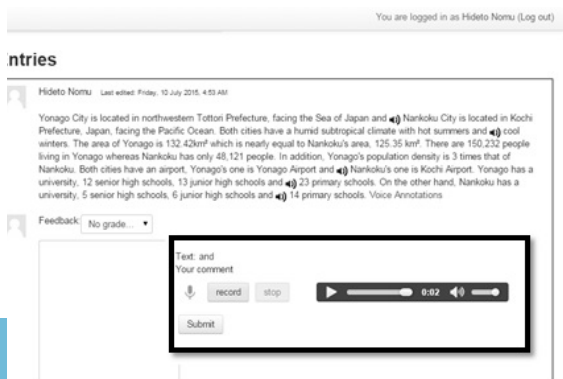 You are logged in as Hideto Nomu (Log out)
ntries
Hideto Nomu Last edited: Friday, 10 July 2015, 4:53 AM
Yonago City is located in northwestern Tottori Prefecture, facing the Sea of Japan and Nankoku City is located in Kochi
Prefecture, Japan, facing the Pacific Ocean. Both cities have a humid subtropical climate with hot summers and cool
winters. The area of Yonago is 132.42km² which is nearly equal to Nankoku's area, 125.35 km². There are 150,232 people
living in Yonago whereas Nankoku has only 48,121 people. In addition, Yonago's population density is 3 times that of
Nankoku. Both cities have an airport, Yonago's one is Yonago Airport and Nankoku's one is Kochi Airport. Yonago has a
university, 12 senior high schools, 13 junior high schools and 23 primary schools. On the other hand, Nankoku has a
university, 5 senior high schools, 6 junior high schools and 14 primary schools. Voice Annotations
Feedback: No grade...
Text: and
Your comment
record stop 0:02
Submit